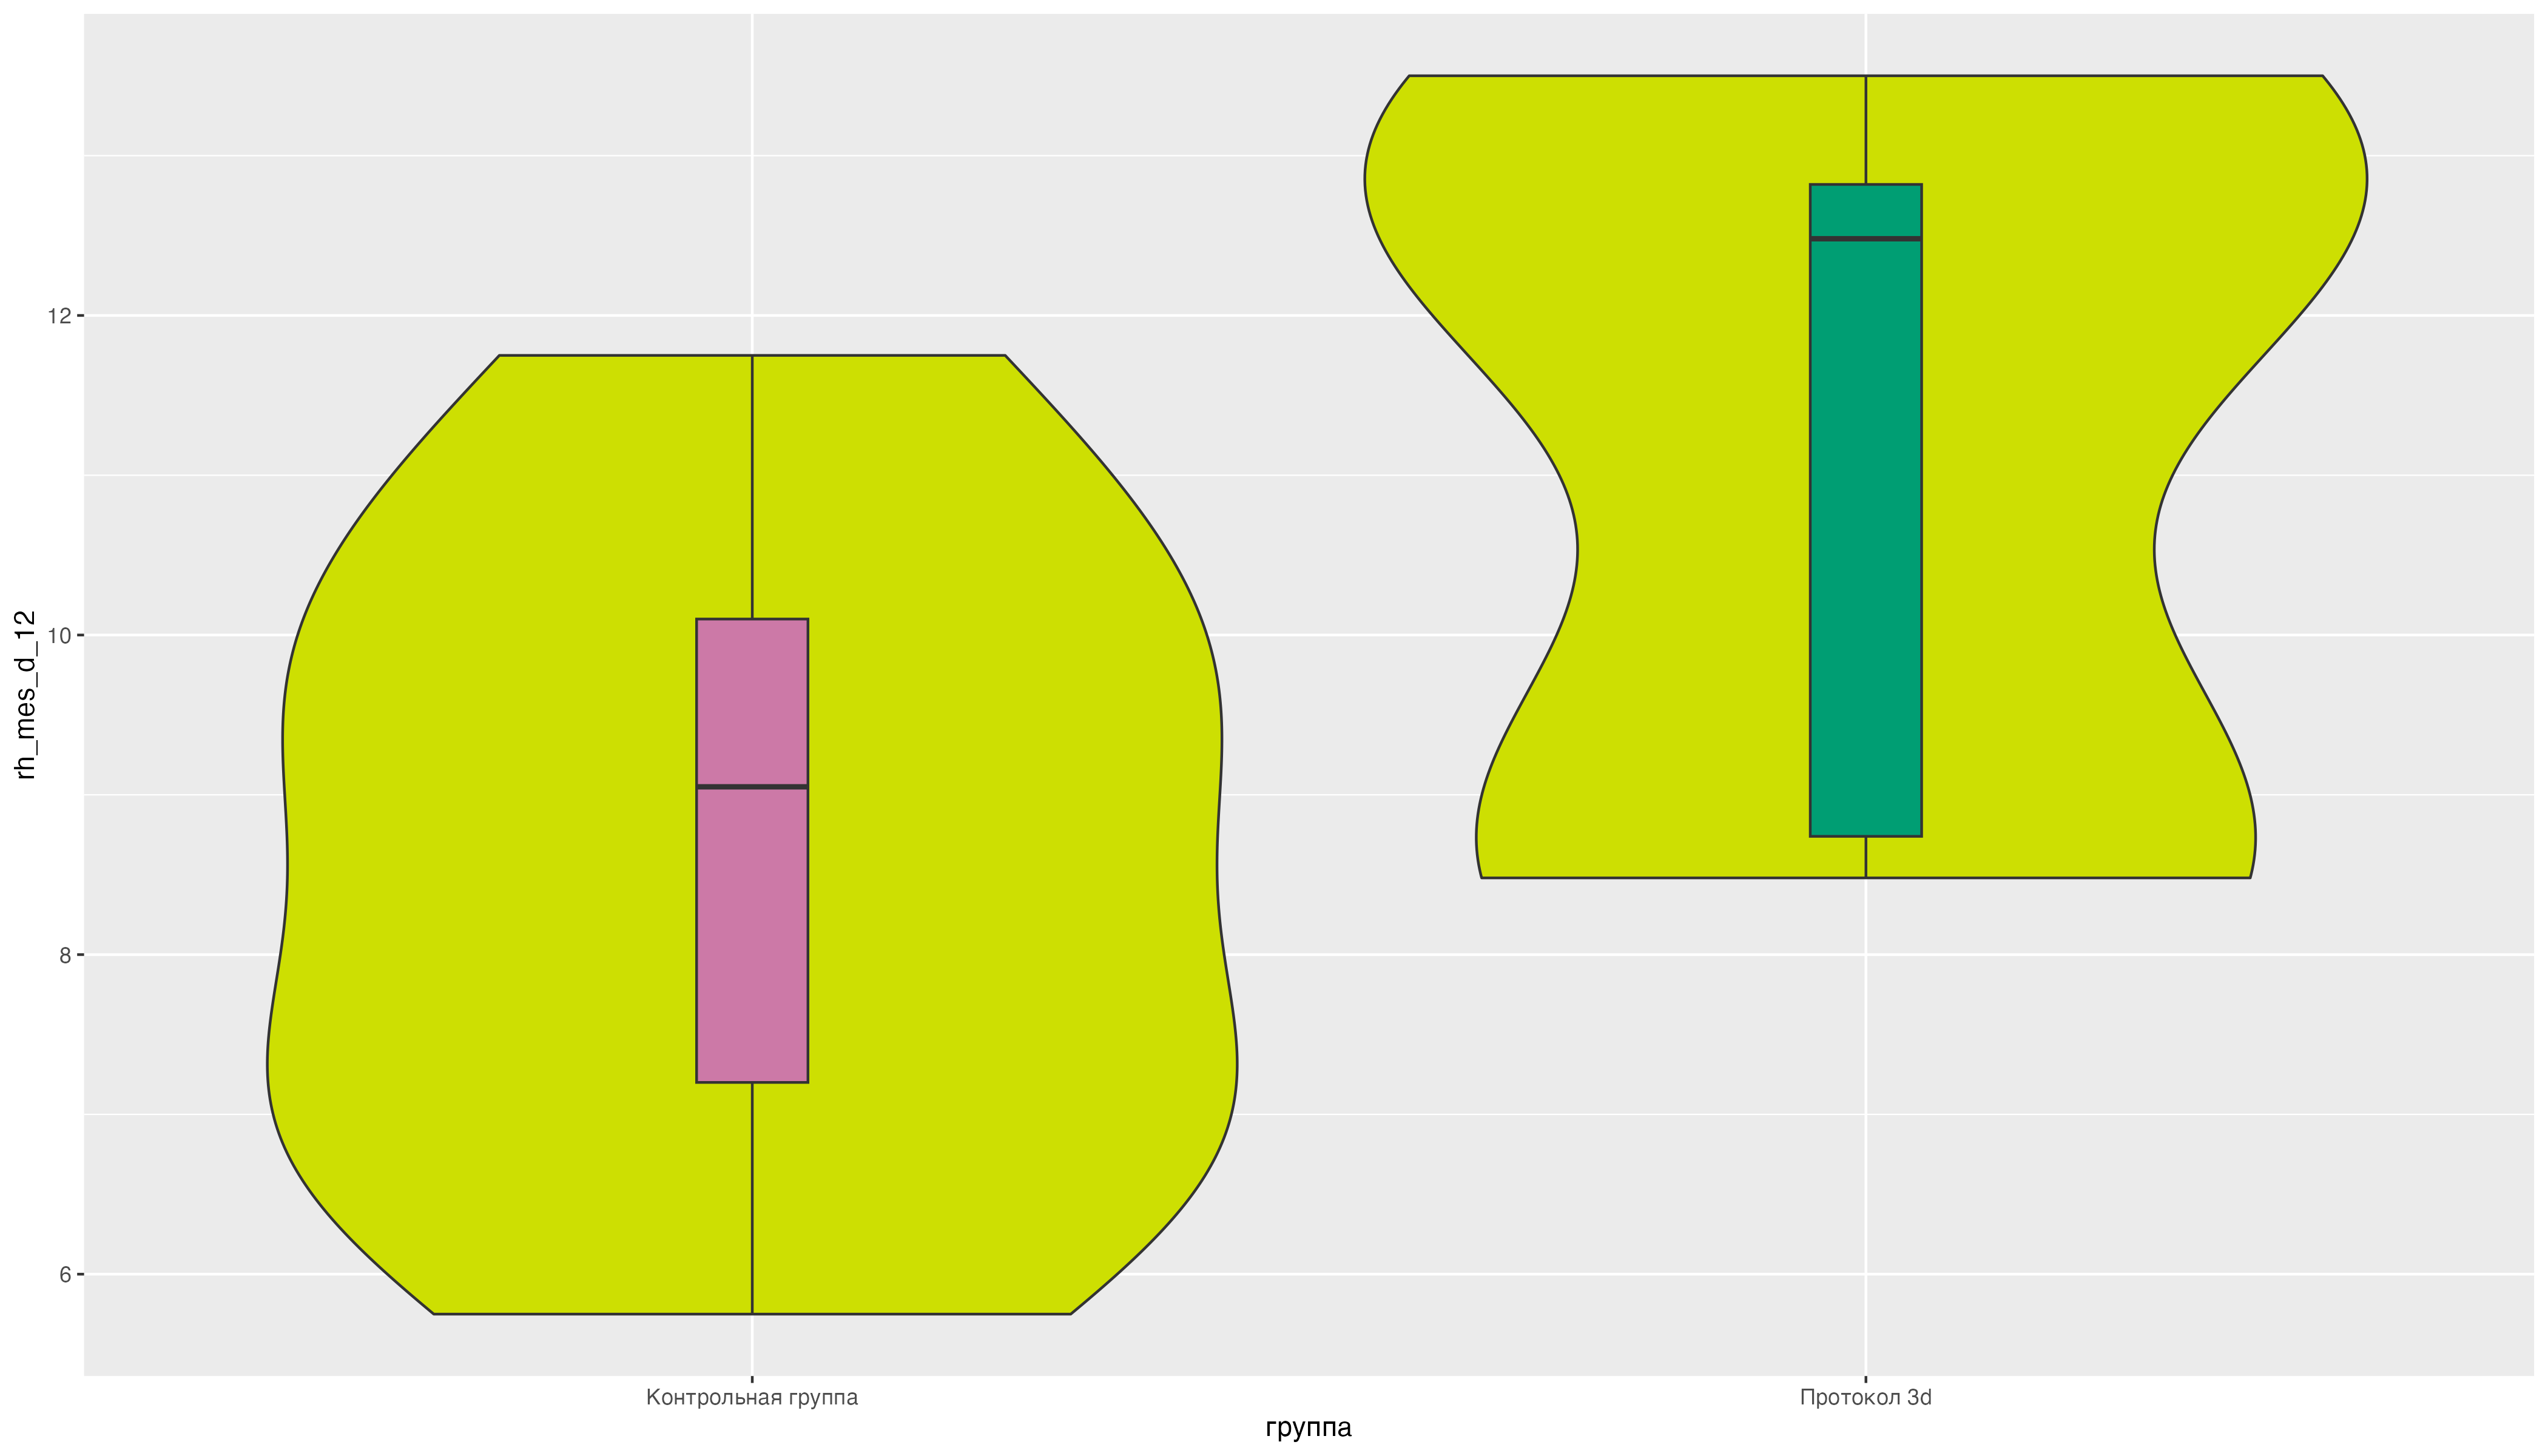 rh_mes_d_12
12
10
8
6
Контрольная группа
Протокол 3d
группа